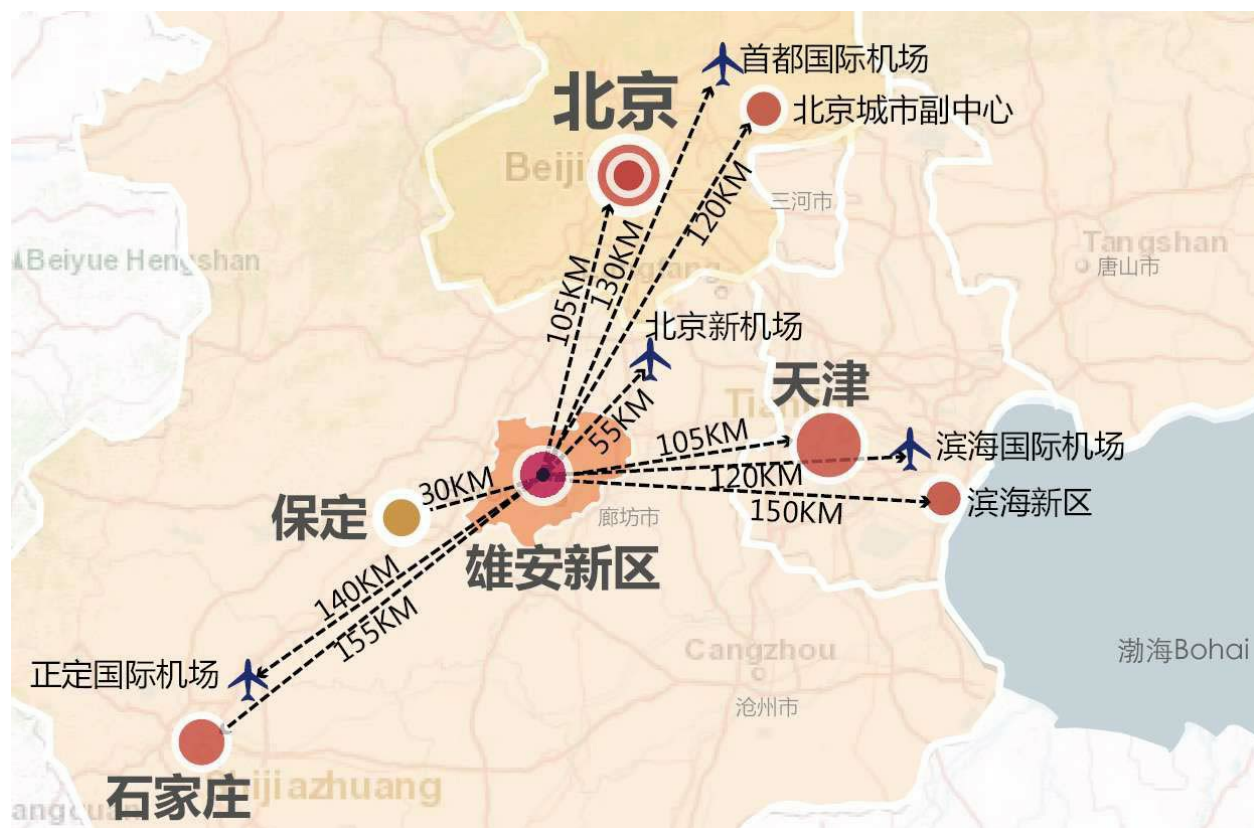 首都国际机场
北京
北京城市副中心
Beiji
三河市
120KM
130KM
105KM
Beiyue Hengshan
Tangshan
唐山市
北京新机场
天津
55KM
105KM
滨海国际机场
120KM
30KM
滨海新区
150KM
保定
廊坊市
雄安新区
140KM
155KM
Cangzhou
渤海Bohai
正定国际机场
沧州市
石家庄
ijiazhuang